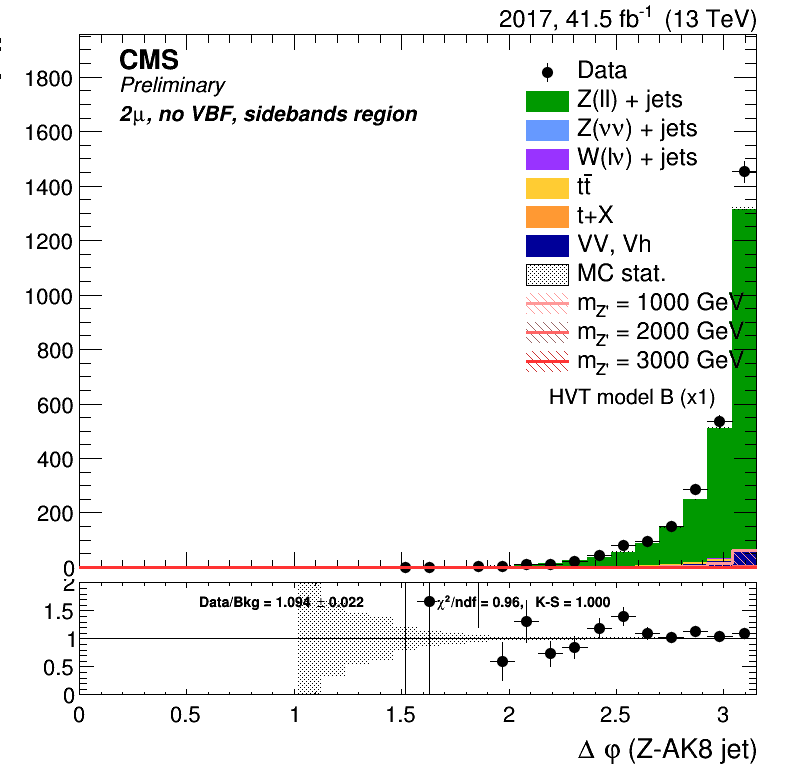 2017, 41.5 fb⁻¹ (13 TeV)
CMS
Preliminary
2μ, no VBF, sidebands region
Data
Z(ll) + jets
Z(νν) + jets
W(lν) + jets
tt̄
t+X
VV, Vh
MC stat.
m_Z' = 1000 GeV
m_Z' = 2000 GeV
m_Z' = 3000 GeV
HVT model B (x1)
1800
1600
1400
1200
1000
800
600
400
200
0
Data/Bkg = 1.094 ± 0.022
χ²/ndf = 0.96, K-S = 1.000
2
1.5
1
0.5
0
0 0.5 1 1.5 2 2.5 3
Δ φ (Z-AK8 jet)